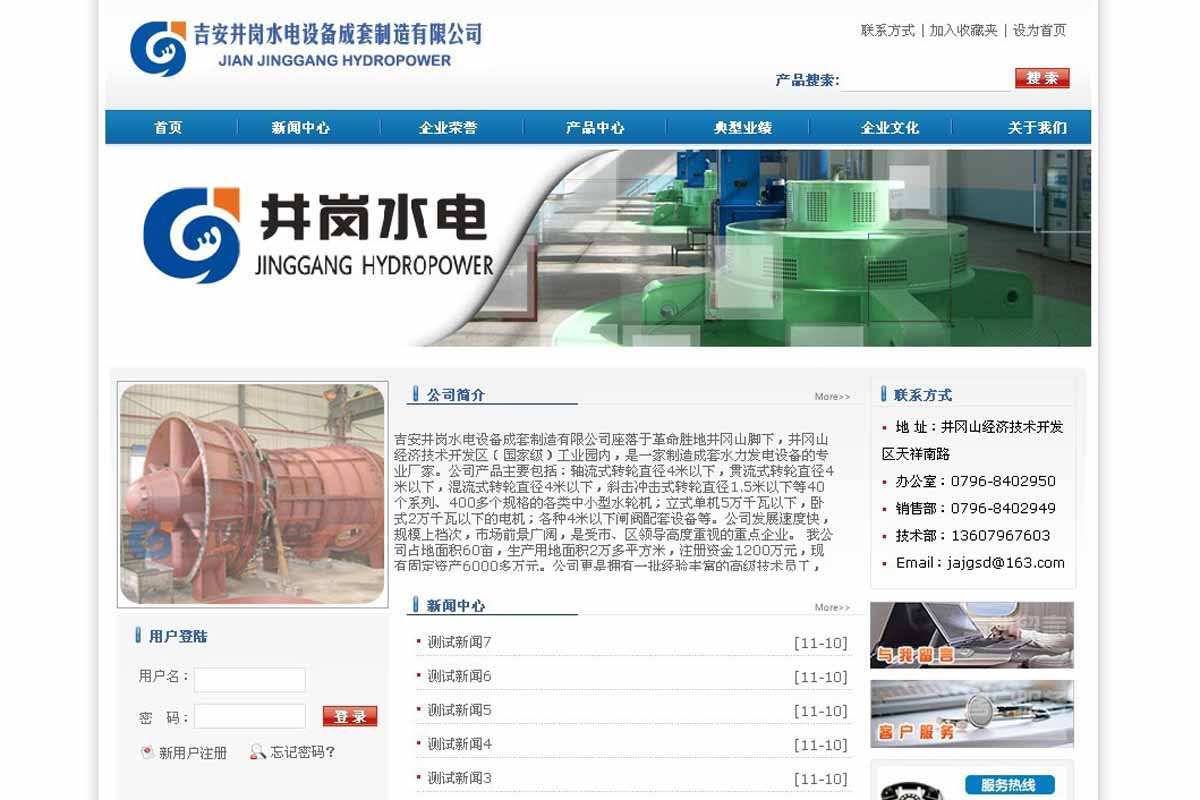 吉安井岗水电设备成套制造有限公司
JIAN JINGGANG HYDROPOWER
联系方式 | 加入收藏夹 | 设为首页
产品搜索:
搜 索
首页 新闻中心 企业荣誉 产品中心 典型业绩 企业文化 关于我们
井岗水电
JINGGANG HYDROPOWER
公司简介
More>>
吉安井岗水电设备成套制造有限公司座落于革命胜地井冈山脚下，井冈山
经济技术开发区（国家级）工业园内，是一家制造成套水力发电设备的专
业厂家。公司产品主要包括：轴流式转轮直径4米以下，贯流式转轮直径4
米以下，混流式转轮直径4米以下，斜击冲击式转轮直径1.5米以下等40
个系列、400多个规格的各类中小型水轮机；立式单机5万千瓦以下，卧
式2万千瓦以下的电机；各种4米以下闸阀配套设备等。公司发展速度快，
规模上档次，市场前景广阔，是受市、区领导高度重视的重点企业。 我公
司占地面积60亩，生产用地面积2万多平方米，注册资金1200万元，现
有固定资产6000多万元。公司更是拥有一批经验丰富的高级技术员工，
联系方式
地 址：井冈山经济技术开发
区天祥南路
办公室：0796-8402950
销售部：0796-8402949
技术部：13607967603
Email：jajgsd@163.com
新闻中心
More>>
测试新闻7 [11-10]
测试新闻6 [11-10]
测试新闻5 [11-10]
测试新闻4 [11-10]
测试新闻3 [11-10]
用户登陆
用户名：
密 码：
登 录
新用户注册 忘记密码?
与我留言
客户服务
服务热线